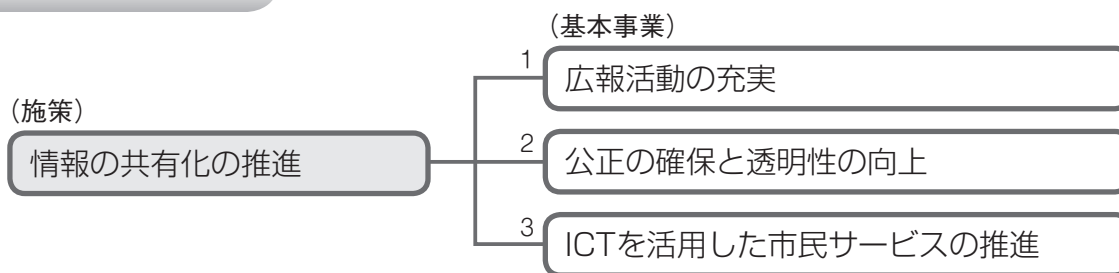 （基本事業）
1
広報活動の充実
（施策）
情報の共有化の推進
2
公正の確保と透明性の向上
3
ICTを活用した市民サービスの推進